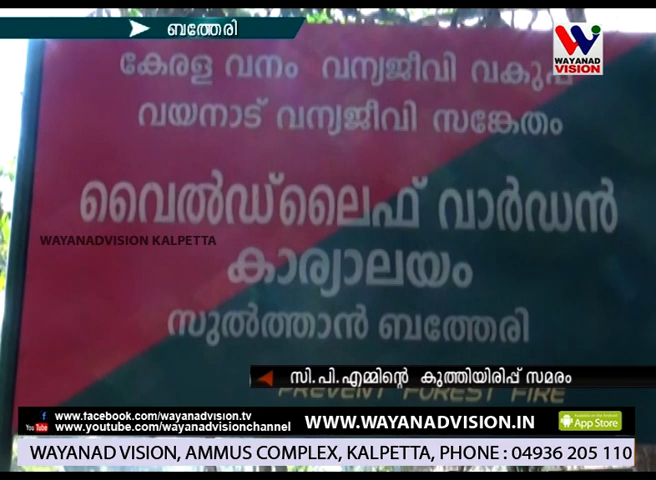 ബത്തേരി
WAYANAD
VISION
കേരള വനം വന്യജീവി വകുപ്പ്
വയനാട് വന്യജീവി സങ്കേതം
വൈൽഡ്‌ലൈഫ് വാർഡൻ
WAYANADVISION KALPETTA
കാര്യാലയം
സുൽത്താൻ ബത്തേരി
സി.പി.എമ്മിന്റെ കുത്തിയിരിപ്പ് സമരം
PREVENT FOREST FIRE
www.facebook.com/wayanadvision.tv
You Tube www.youtube.com/wayanadvisionchannel
WWW.WAYANADVISION.IN
App Store
WAYANAD VISION, AMMUS COMPLEX, KALPETTA, PHONE : 04936 205 110